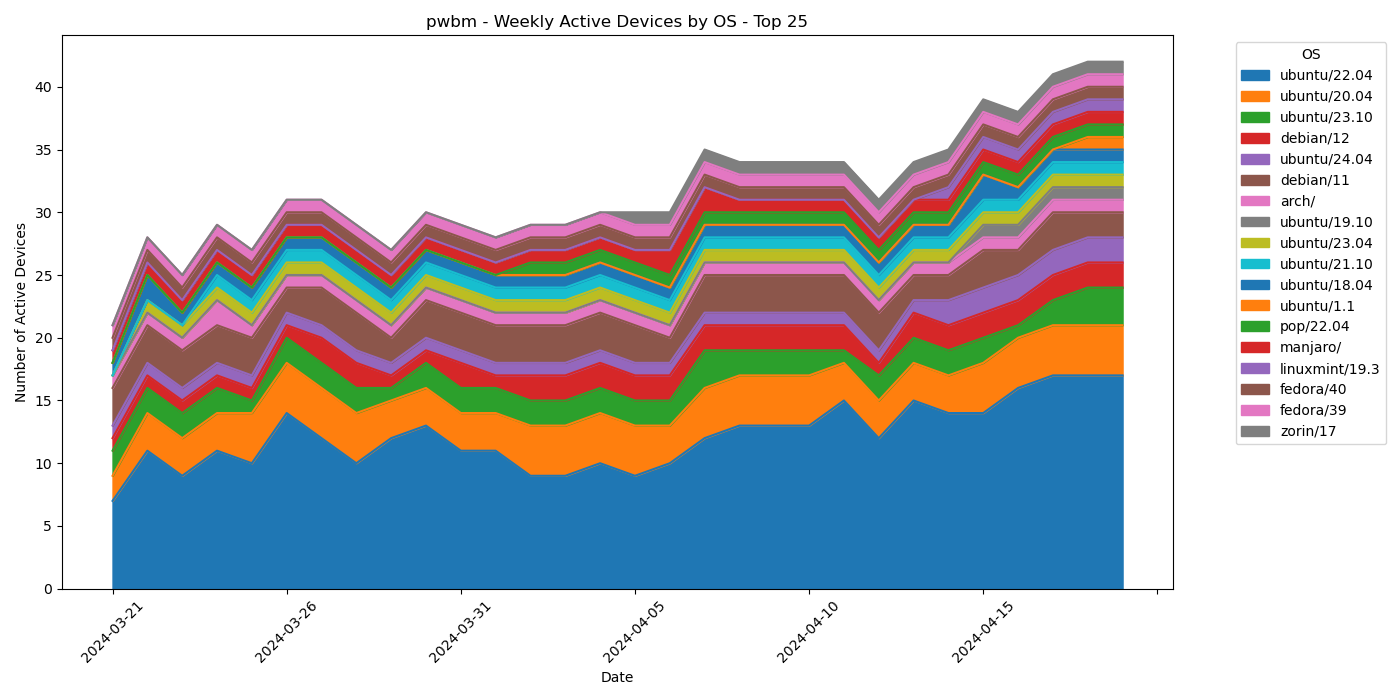 pwbm - Weekly Active Devices by OS - Top 25
Number of Active Devices
40
35
30
25
20
15
10
5
0
2024-03-21
2024-03-26
2024-03-31
2024-04-05
2024-04-10
2024-04-15
Date
OS
ubuntu/22.04
ubuntu/20.04
ubuntu/23.10
debian/12
ubuntu/24.04
debian/11
arch/
ubuntu/19.10
ubuntu/23.04
ubuntu/21.10
ubuntu/18.04
ubuntu/1.1
pop/22.04
manjaro/
linuxmint/19.3
fedora/40
fedora/39
zorin/17